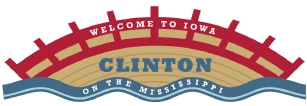 WELCOME TO IOWA
CLINTON
ON THE MISSISSIPPI